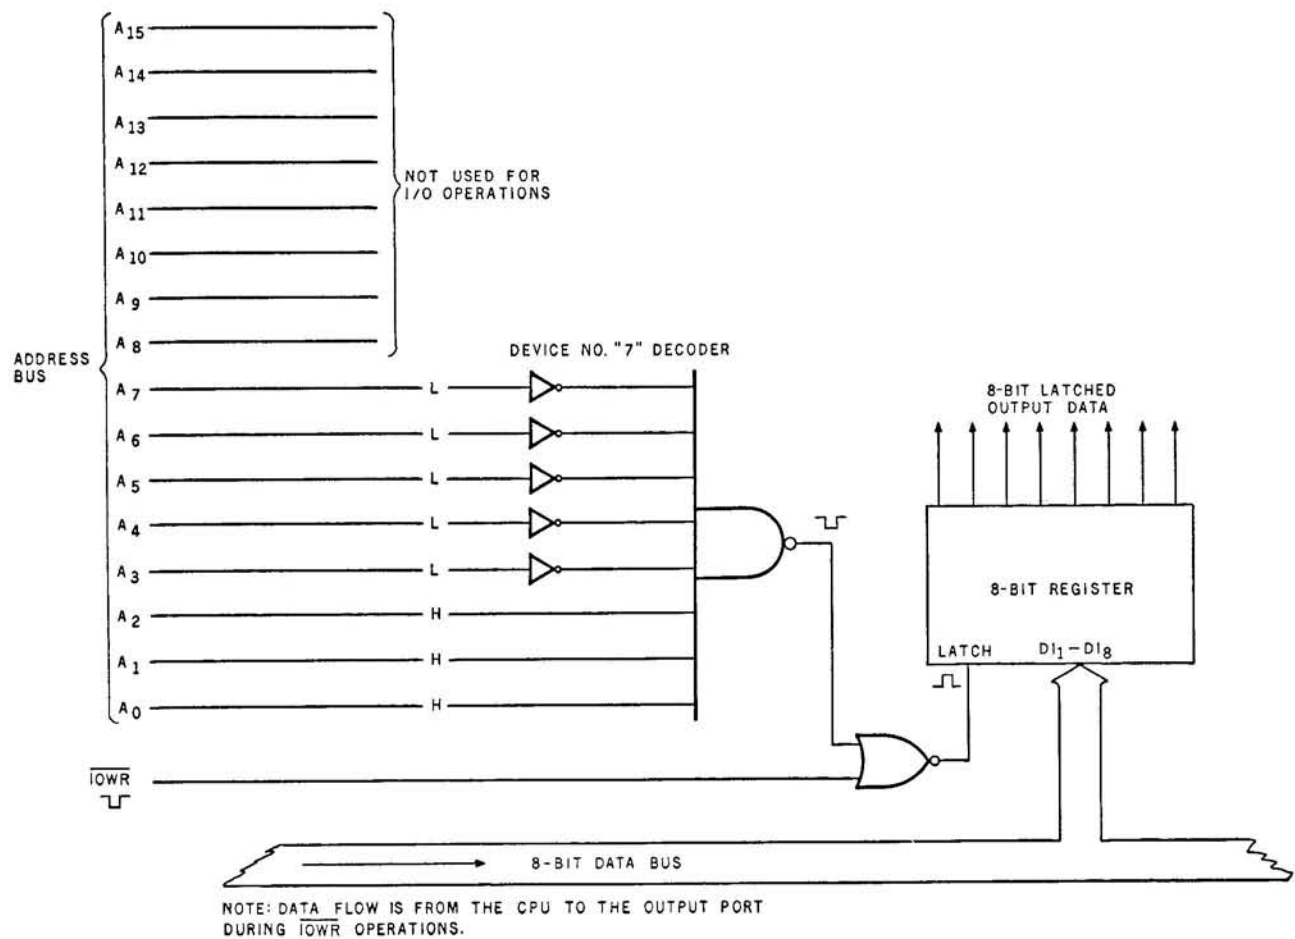 A15
A14
A13
A12
NOT USED FOR
I/O OPERATIONS
A11
A10
A9
A8
ADDRESS
BUS
DEVICE NO. "7" DECODER
A7 L
A6 L
A5 L
A4 L
A3 L
A2 H
A1 H
A0 H
8-BIT LATCHED
OUTPUT DATA
8-BIT REGISTER
LATCH DI1-DI8
IOWR
8-BIT DATA BUS
NOTE: DATA FLOW IS FROM THE CPU TO THE OUTPUT PORT
DURING IOWR OPERATIONS.